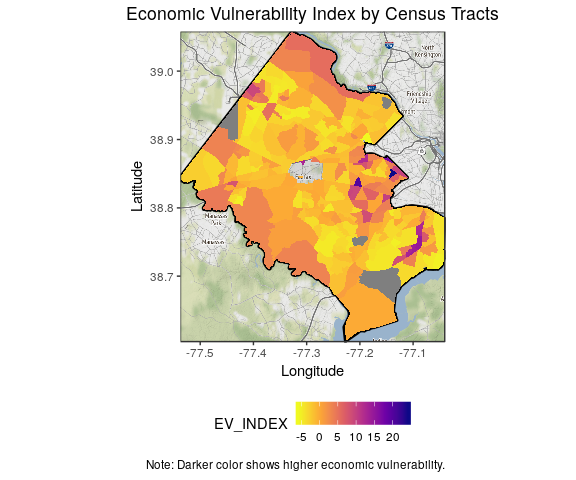 Economic Vulnerability Index by Census Tracts
North
Kensington
39.0
Friendship
Village
38.9
Latitude
Fairfax
38.8
Manassas
Park
Manassas
38.7
-77.5 -77.4 -77.3 -77.2 -77.1
Longitude
EV_INDEX
-5 0 5 10 15 20
Note: Darker color shows higher economic vulnerability.